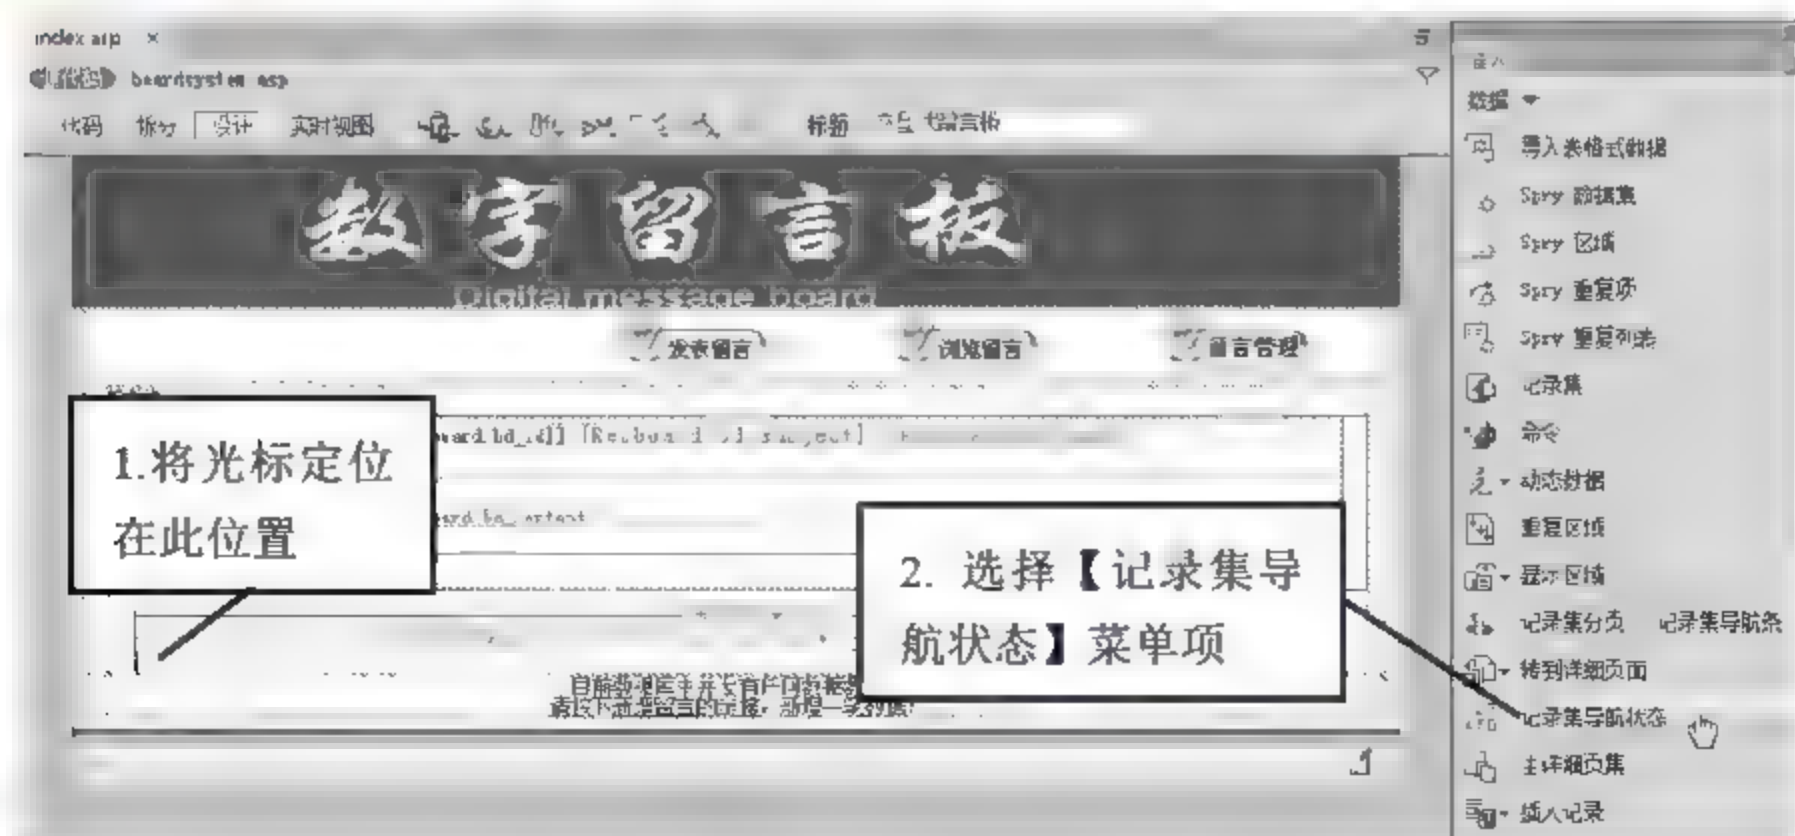 index.asp ×
源代码 boardsystem.asp
代码 拆分 设计 实时视图 标题
数字留言板
Digital message board
发表留言 浏览留言 留言管理
1.将光标定位
在此位置
2. 选择【记录集导
航状态】菜单项
插入
数据
导入表格式数据
Spry 数据集
Spry 区域
Spry 重复项
Spry 重复列表
记录集
命令
动态数据
重复区域
显示区域
记录集分页 记录集导航条
转到详细页面
记录集导航状态
主详细页集
插入记录